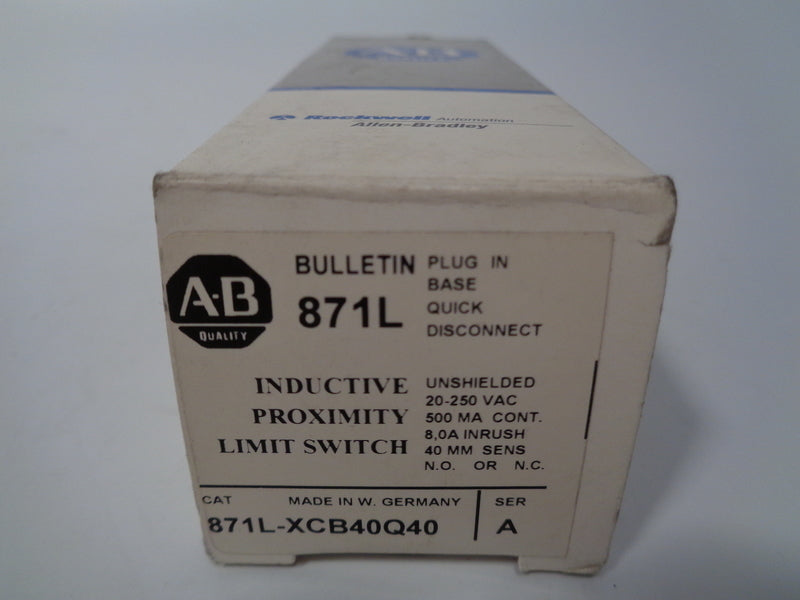 A·B
Rockwell Automation
Allen-Bradley
A·B
QUALITY
BULLETIN
871L
PLUG IN
BASE
QUICK
DISCONNECT
INDUCTIVE
PROXIMITY
LIMIT SWITCH
UNSHIELDED
20-250 VAC
500 MA CONT.
8,0A INRUSH
40 MM SENS
N.O. OR N.C.
CAT
MADE IN W. GERMANY
SER
871L-XCB40Q40
A